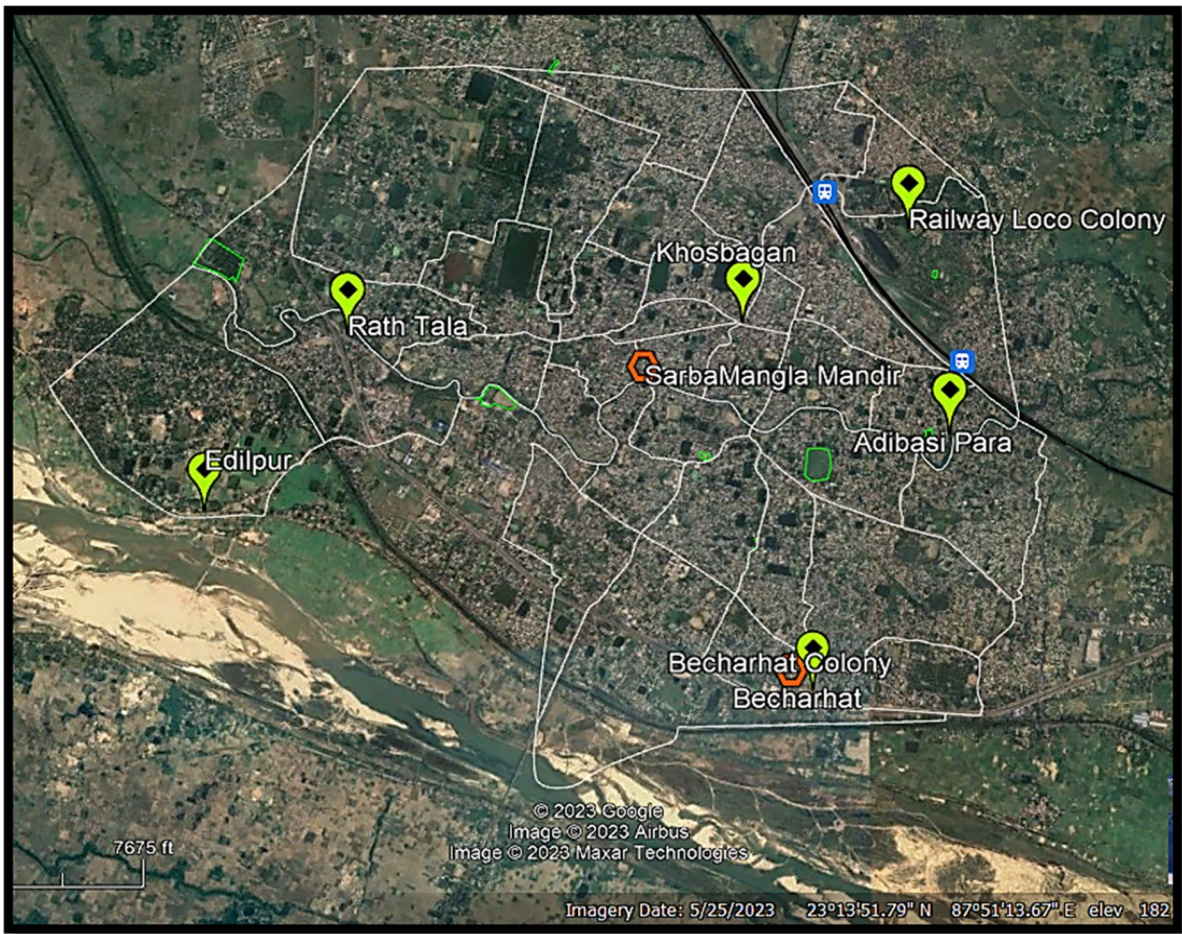 Railway Loco Colony
Khosbagan
Rath Tala
SarbaMangla Mandir
Adibasi Para
Edilpur
Becharhat Colony
Becharhat
© 2023 Google
Image © 2023 Airbus
Image © 2023 Maxar Technologies
7675 ft
Imagery Date: 5/25/2023 23°13'51.79" N 87°51'13.67" E elev 182